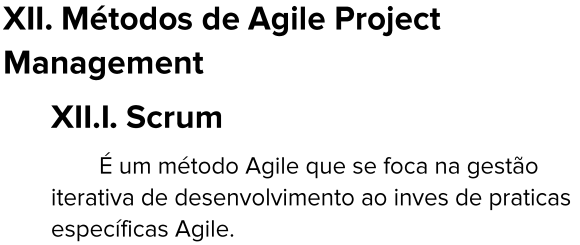 XII. Métodos de Agile Project
Management
XII.I. Scrum
É um método Agile que se foca na gestão
iterativa de desenvolvimento ao inves de praticas
específicas Agile.